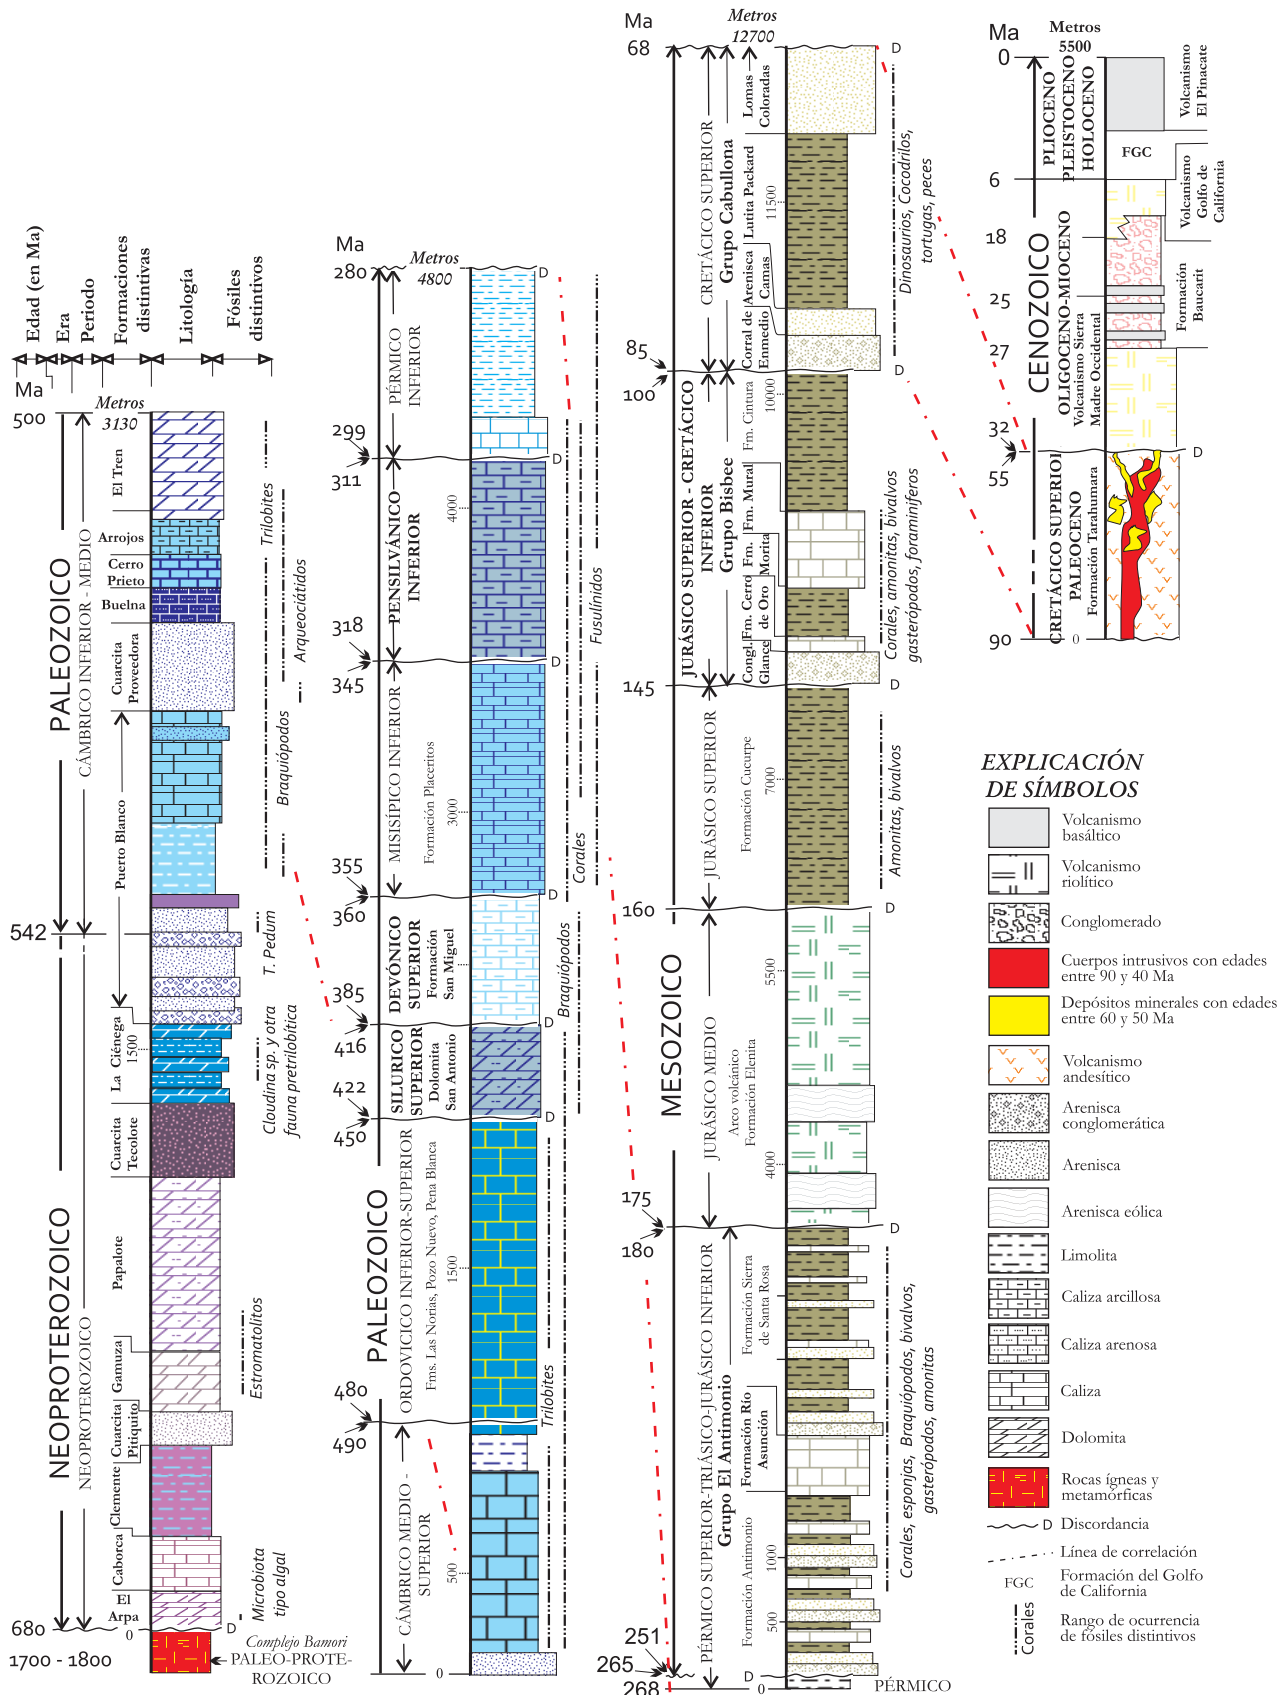 Edad (en Ma)
Era
Periodo
Formaciones
distintivas
Litología
Fósiles
distintivos
Ma
500
Metros
3130
PALEOZOICO
CÁMBRICO INFERIOR - MEDIO
El Tren
Arrojos
Cerro
Prieto
Buelna
Cuarcita
Proveedora
Puerto Blanco
542
La Ciénega
1500
Cuarcita
Tecolote
NEOPROTEROZOICO
NEOPROTEROZOICO
Papalote
Gamuza
Cuarcita
Pitiquito
Clemente
Caborca
El
Arpa
680
0
D
1700 - 1800
Complejo Bamori
PALEO-PROTE-
ROZOICO
Trilobites
Arqueociátidos
Braquiópodos
T. Pedum
Cloudina sp. y otra
fauna pretrilobítica
Estromatolitos
Microbiota
tipo algal
Ma
280
Metros
4800
D
PÉRMICO
INFERIOR
299
311
D
PENSILVÁNICO
INFERIOR
4000
318
345
D
MISISÍPICO INFERIOR
Formación Placeritos
3000
355
360
D
DEVÓNICO
SUPERIOR
Formación
San Miguel
385
416
D
SILURICO
SUPERIOR
Dolomita
San Antonio
422
450
D
PALEOZOICO
ORDOVICICO INFERIOR-SUPERIOR
Fms. Las Norias, Pozo Nuevo, Pena Blanca
1500
480
490
CÁMBRICO MEDIO -
SUPERIOR
500
0
Fusulínidos
Corales
Braquiópodos
Trilobites
Ma
68
Metros
12700
D
CRETÁCICO SUPERIOR
Grupo Cabullona
Lomas
Coloradas
Lutita Packard
11500
Arenisca
Camas
Corral de
Enmedio
85
100
D
Dinosaurios, Cocodrilos,
tortugas, peces
JURÁSICO SUPERIOR - CRETÁCICO
INFERIOR
Grupo Bisbee
Fm. Cintura
10000
Fm. Mural
Fm.
Morita
Fm. Cerro
de Oro
Congl.
Glance
145
D
Corales, amonitas, bivalvos
gasterópodos, foraminíferos
JURÁSICO SUPERIOR
Formación Cucurpe
7000
Amonitas, bivalvos
160
D
MESOZOICO
JURÁSICO MEDIO
Arco volcánico
Formación Elenita
5500
4000
175
180
D
PÉRMICO SUPERIOR-TRIÁSICO-JURÁSICO INFERIOR
Grupo El Antimonio
Formación Sierra
de Santa Rosa
Formación Rio
Asunción
Formación Antimonio
1000
500
Corales, esponjas, Braquiópodos, bivalvos,
gasterópodos, amonitas
251
265
268
D
0
PÉRMICO
Ma
0
Metros
5500
PLIOCENO
PLEISTOCENO
HOLOCENO
FGC
Volcanismo
El Pinacate
6
Volcanismo
Golfo de
California
CENOZOICO
OLIGOCENO-MIOCENO
Volcanismo Sierra
Madre Occidental
18
25
27
Formación
Baucarit
32
55
D
CRETÁCICO SUPERIOR
PALEOCENO
Formación Tarahumara
90
0
EXPLICACIÓN
DE SÍMBOLOS
Volcanismo
basáltico
Volcanismo
riolítico
Conglomerado
Cuerpos intrusivos con edades
entre 90 y 40 Ma
Depósitos minerales con edades
entre 60 y 50 Ma
Volcanismo
andesítico
Arenisca
conglomerática
Arenisca
Arenisca eólica
Limolita
Caliza arcillosa
Caliza arenosa
Caliza
Dolomita
Rocas ígneas y
metamórficas
D Discordancia
Línea de correlación
FGC
Formación del Golfo
de California
Corales
Rango de ocurrencia
de fósiles distintivos